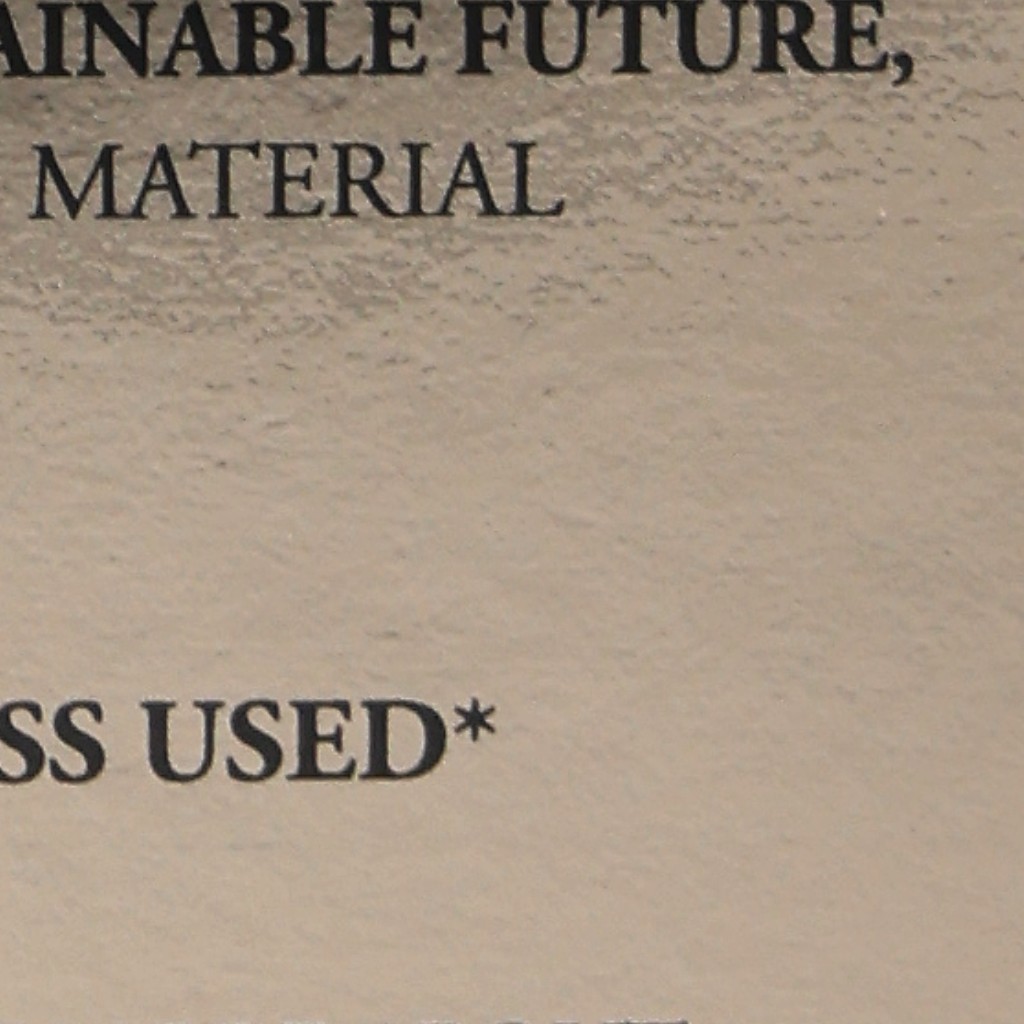 AINABLE FUTURE,
MATERIAL
SS USED*